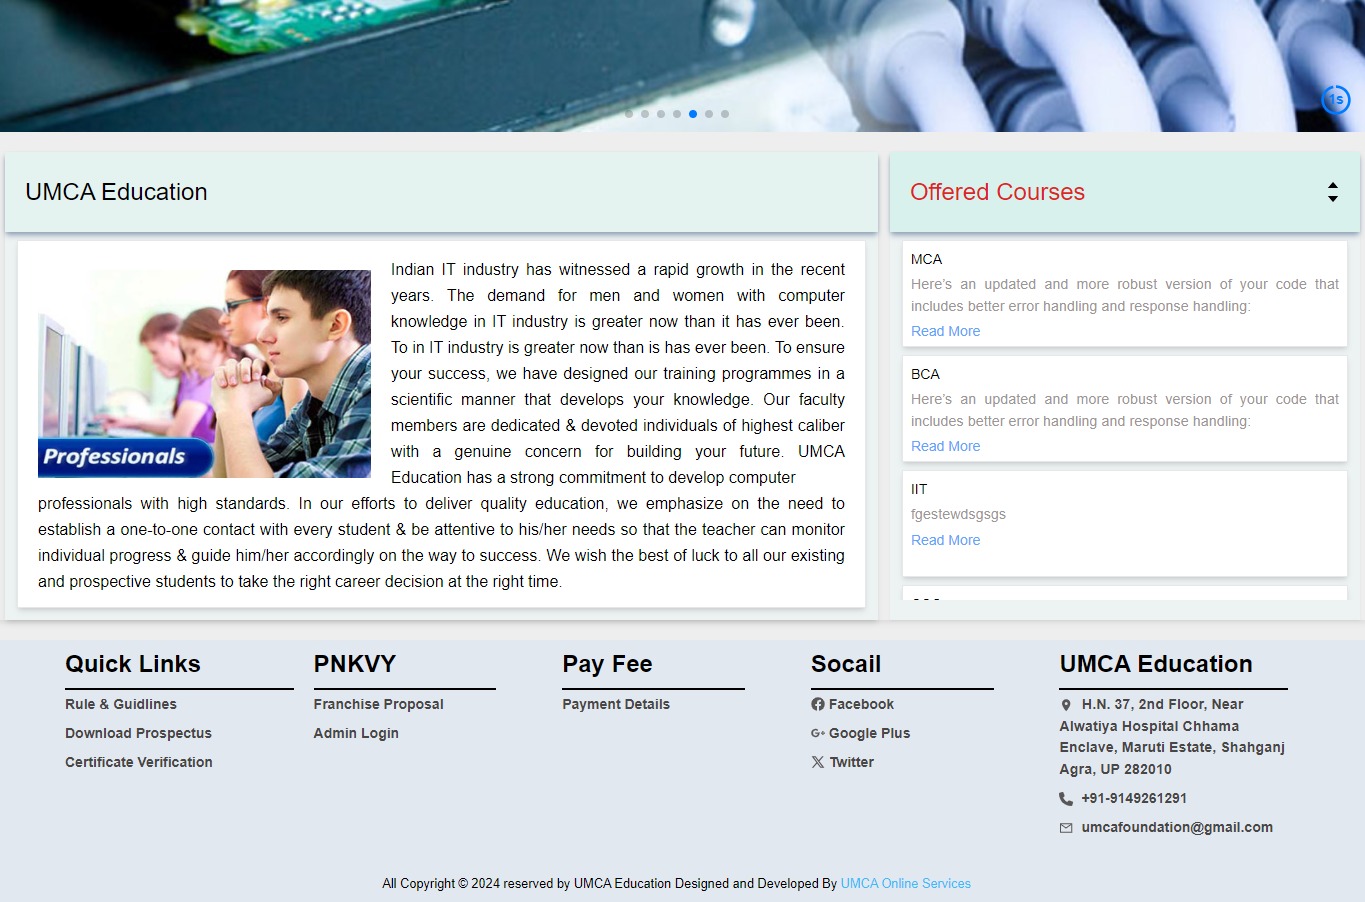 1s
UMCA Education
Indian IT industry has witnessed a rapid growth in the recent
years. The demand for men and women with computer
knowledge in IT industry is greater now than it has ever been.
To in IT industry is greater now than is has ever been. To ensure
your success, we have designed our training programmes in a
scientific manner that develops your knowledge. Our faculty
members are dedicated & devoted individuals of highest caliber
with a genuine concern for building your future. UMCA
Education has a strong commitment to develop computer
professionals with high standards. In our efforts to deliver quality education, we emphasize on the need to
establish a one-to-one contact with every student & be attentive to his/her needs so that the teacher can monitor
individual progress & guide him/her accordingly on the way to success. We wish the best of luck to all our existing
and prospective students to take the right career decision at the right time.
Professionals
Offered Courses
MCA
Here's an updated and more robust version of your code that
includes better error handling and response handling:
Read More
BCA
Here's an updated and more robust version of your code that
includes better error handling and response handling:
Read More
IIT
fgestewdsgsgs
Read More
Quick Links
Rule & Guidlines
Download Prospectus
Certificate Verification
PNKVY
Franchise Proposal
Admin Login
Pay Fee
Payment Details
Socail
Facebook
Google Plus
Twitter
UMCA Education
H.N. 37, 2nd Floor, Near
Alwatiya Hospital Chhama
Enclave, Maruti Estate, Shahganj
Agra, UP 282010
+91-9149261291
umcafoundation@gmail.com
All Copyright © 2024 reserved by UMCA Education Designed and Developed By UMCA Online Services